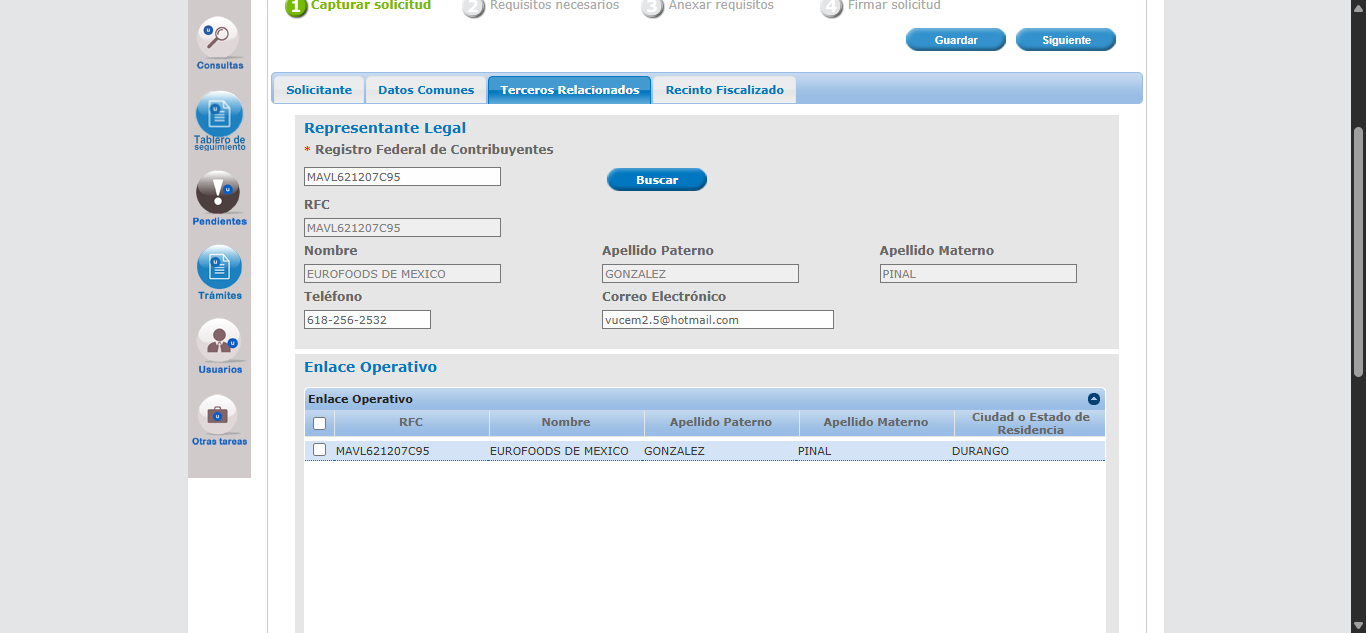 1 Capturar solicitud 2 Requisitos necesarios 3 Anexar requisitos 4 Firmar solicitud
Guardar Siguiente
Consultas
Tablero de
seguimiento
Pendientes
Trámites
Usuarios
Otras tareas
Solicitante Datos Comunes Terceros Relacionados Recinto Fiscalizado
Representante Legal
* Registro Federal de Contribuyentes
MAVL621207C95 Buscar
RFC
MAVL621207C95
Nombre Apellido Paterno Apellido Materno
EUROFOODS DE MEXICO GONZALEZ PINAL
Teléfono Correo Electrónico
618-256-2532 vucem2.5@hotmail.com
Enlace Operativo
Enlace Operativo
RFC Nombre Apellido Paterno Apellido Materno Ciudad o Estado de
Residencia
MAVL621207C95 EUROFOODS DE MEXICO GONZALEZ PINAL DURANGO